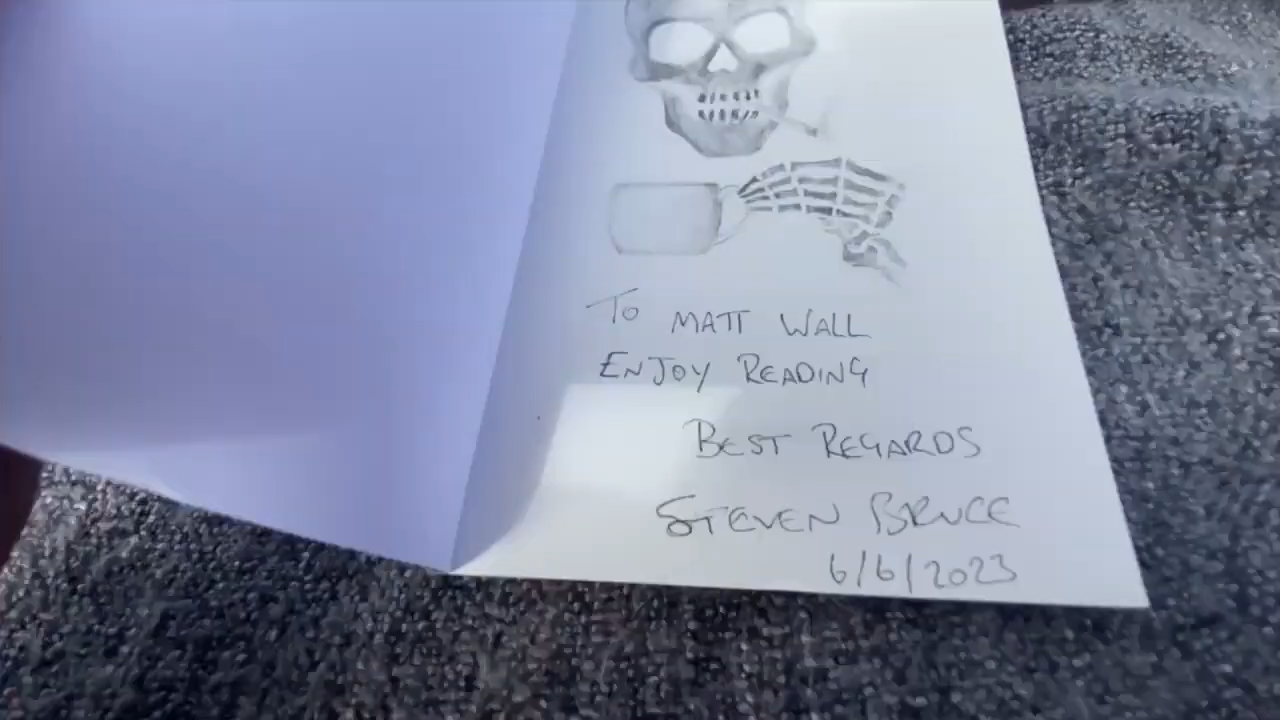 To MATT WALL
ENJOY READING
BEST REGARDS
STEVEN BRUCE
6/6/2023